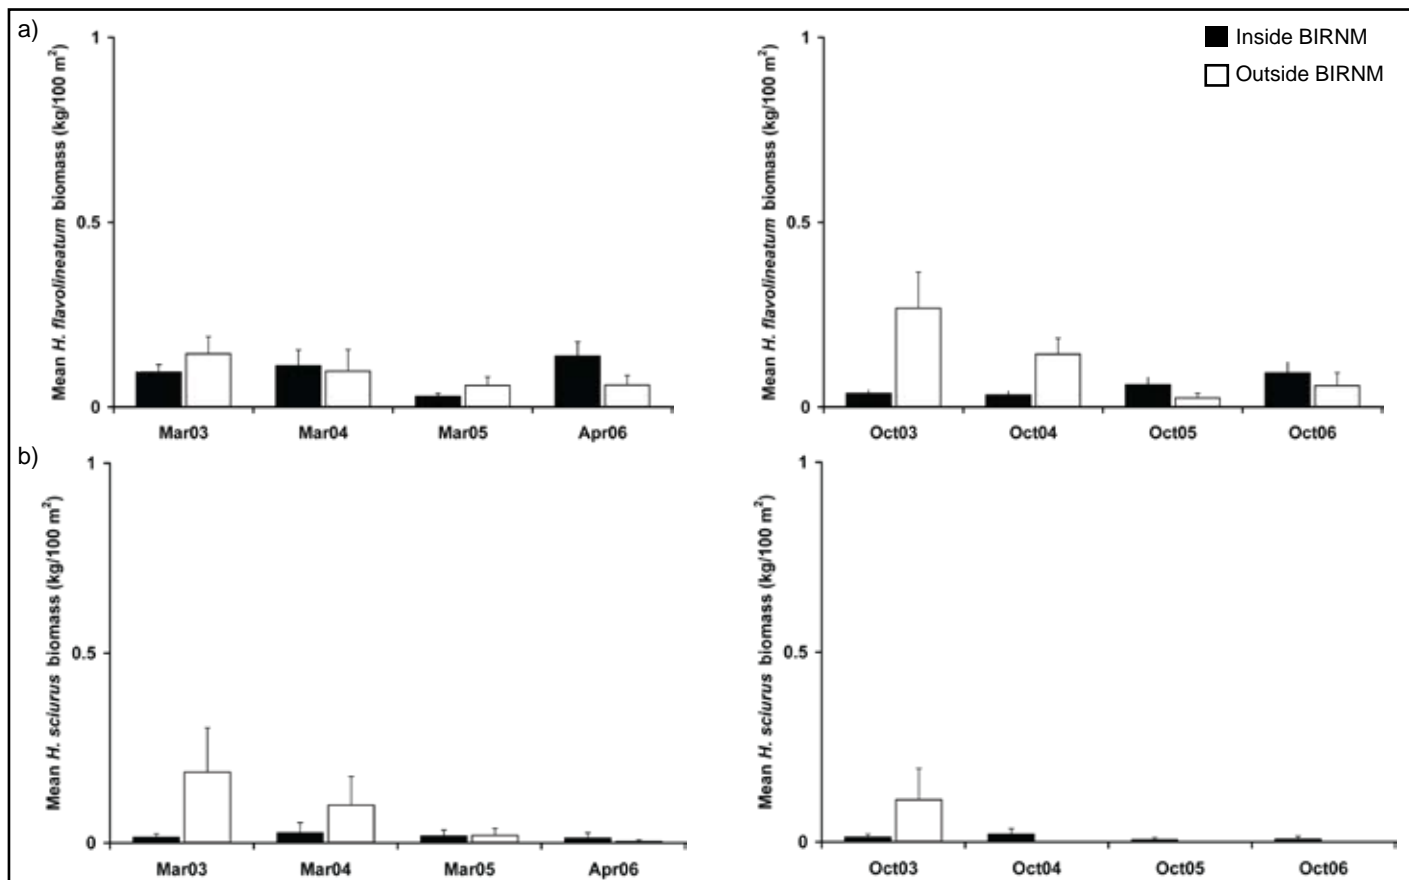 a)
Mean H. flavolineatum biomass (kg/100 m²)
1
0.5
0
Mar03 Mar04 Mar05 Apr06
Mean H. flavolineatum biomass (kg/100 m²)
1
0.5
0
Oct03 Oct04 Oct05 Oct06
Inside BIRNM
Outside BIRNM
b)
Mean H. sciurus biomass (kg/100 m²)
1
0.5
0
Mar03 Mar04 Mar05 Apr06
Mean H. sciurus biomass (kg/100 m²)
1
0.5
0
Oct03 Oct04 Oct05 Oct06